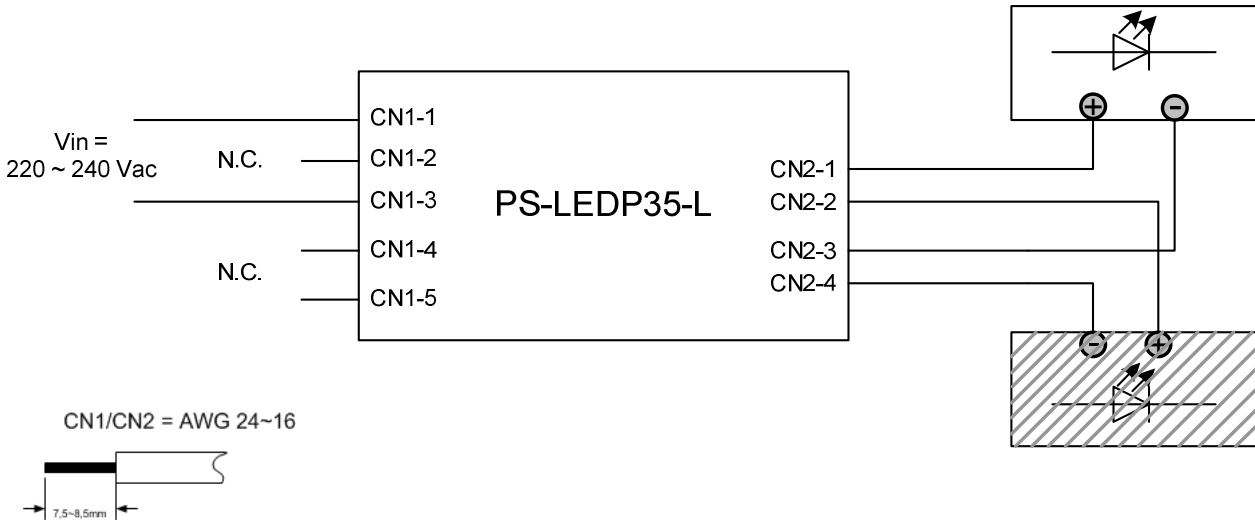 Vin =
220 ~ 240 Vac
N.C.
N.C.
CN1-1
CN1-2
CN1-3
CN1-4
CN1-5
PS-LEDP35-L
CN2-1
CN2-2
CN2-3
CN2-4
+
-
-
+
CN1/CN2 = AWG 24~16
7,5~8,5mm